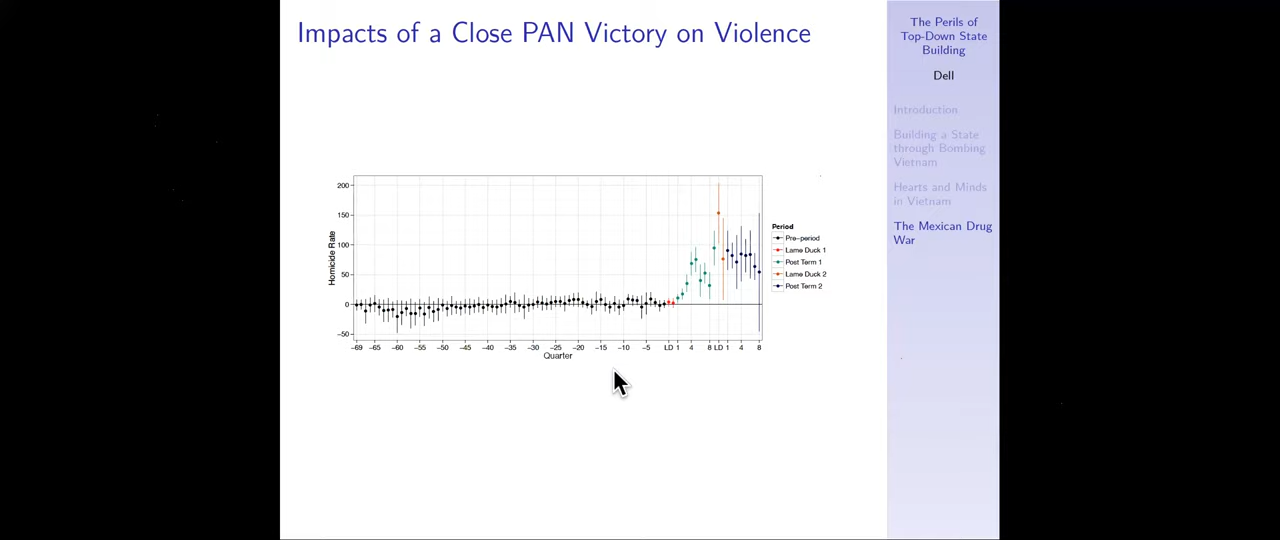 Impacts of a Close PAN Victory on Violence
200
150
100
50
0
−50
Homicide Rate
−69 −65 −60 −55 −50 −45 −40 −35 −30 −25 −20 −15 −10 −5 LD 1 4 8 LD 1 4 8
Quarter
Period
Pre−period
Lame Duck 1
Post Term 1
Lame Duck 2
Post Term 2
The Perils of
Top-Down State
Building
Dell
Introduction
Building a State
through Bombing
Vietnam
Hearts and Minds
in Vietnam
The Mexican Drug
War